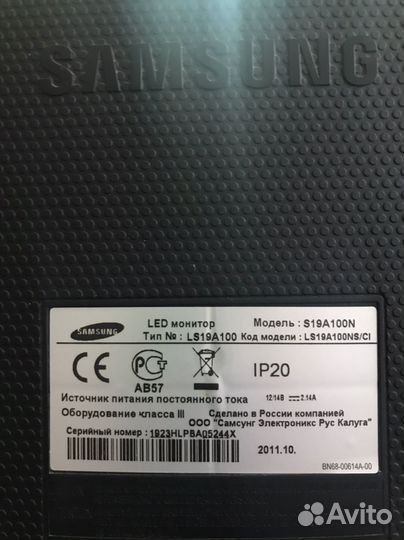 SAMSUNG
SAMSUNG
LED монитор Модель : S19A100N
Тип № : LS19A100 Код модели : LS19A100NS/CI
CE
РСТ
АВ57
IP20
Источник питания постоянного тока 12/14В 2.14A
Оборудование класса III Сделано в России компанией
ООО "Самсунг Электроникс Рус Калуга"
Серийный номер : 1923HLPBA05244X
2011.10.
BN68-00614A-00
Avito